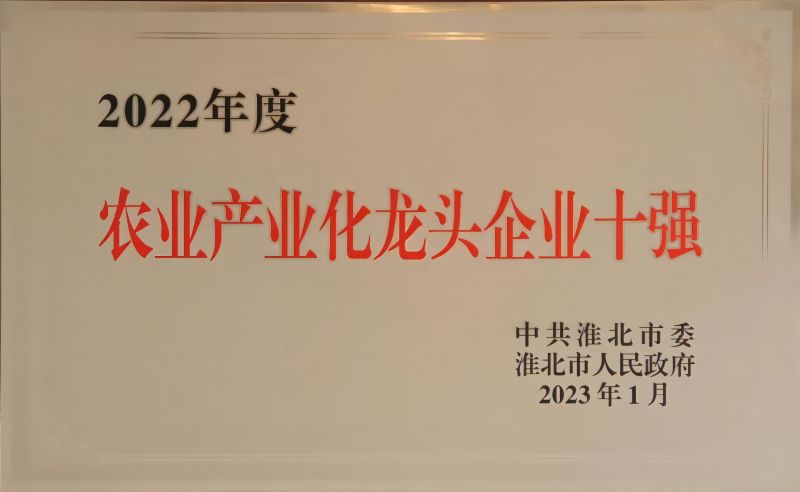 2022年度
农业产业化龙头企业十强
中共淮北市委
淮北市人民政府
2023年1月